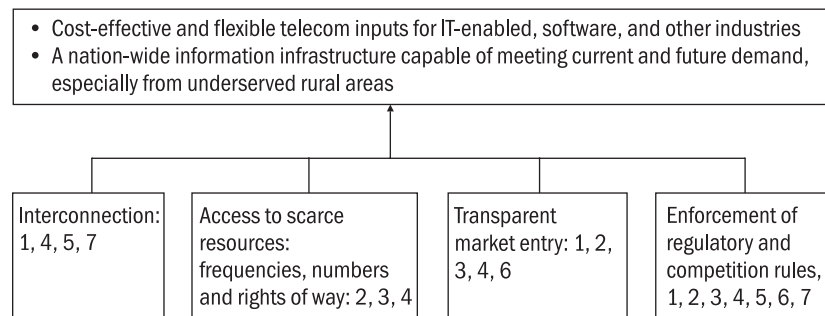 • Cost-effective and flexible telecom inputs for IT-enabled, software, and other industries
• A nation-wide information infrastructure capable of meeting current and future demand,
especially from underserved rural areas
Interconnection:
1, 4, 5, 7
Access to scarce
resources:
frequencies, numbers
and rights of way: 2, 3, 4
Transparent
market entry: 1, 2,
3, 4, 6
Enforcement of
regulatory and
competition rules,
1, 2, 3, 4, 5, 6, 7